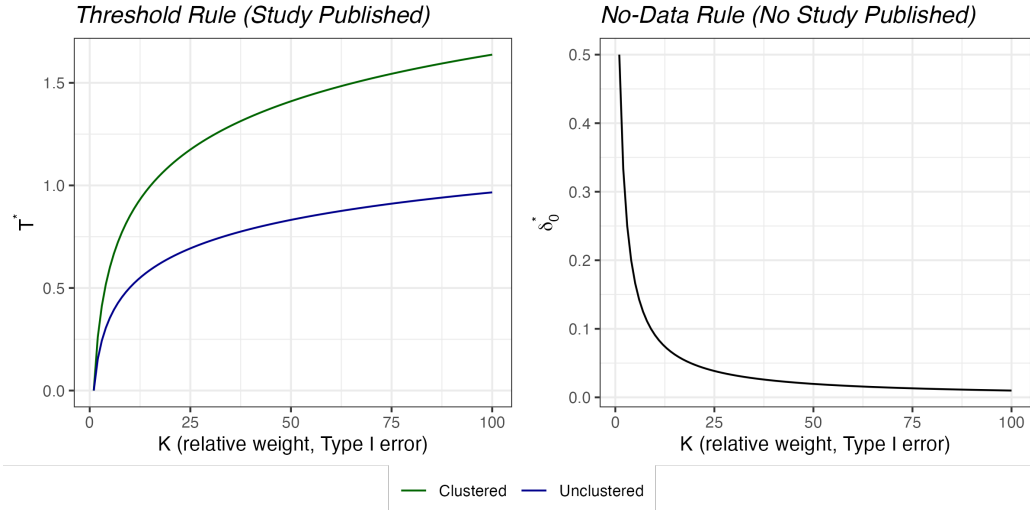 Threshold Rule (Study Published)
T*
0.0
0.5
1.0
1.5
0
25
50
75
100
K (relative weight, Type I error)
No-Data Rule (No Study Published)
δ₀*
0.0
0.1
0.2
0.3
0.4
0.5
0
25
50
75
100
K (relative weight, Type I error)
Clustered
Unclustered